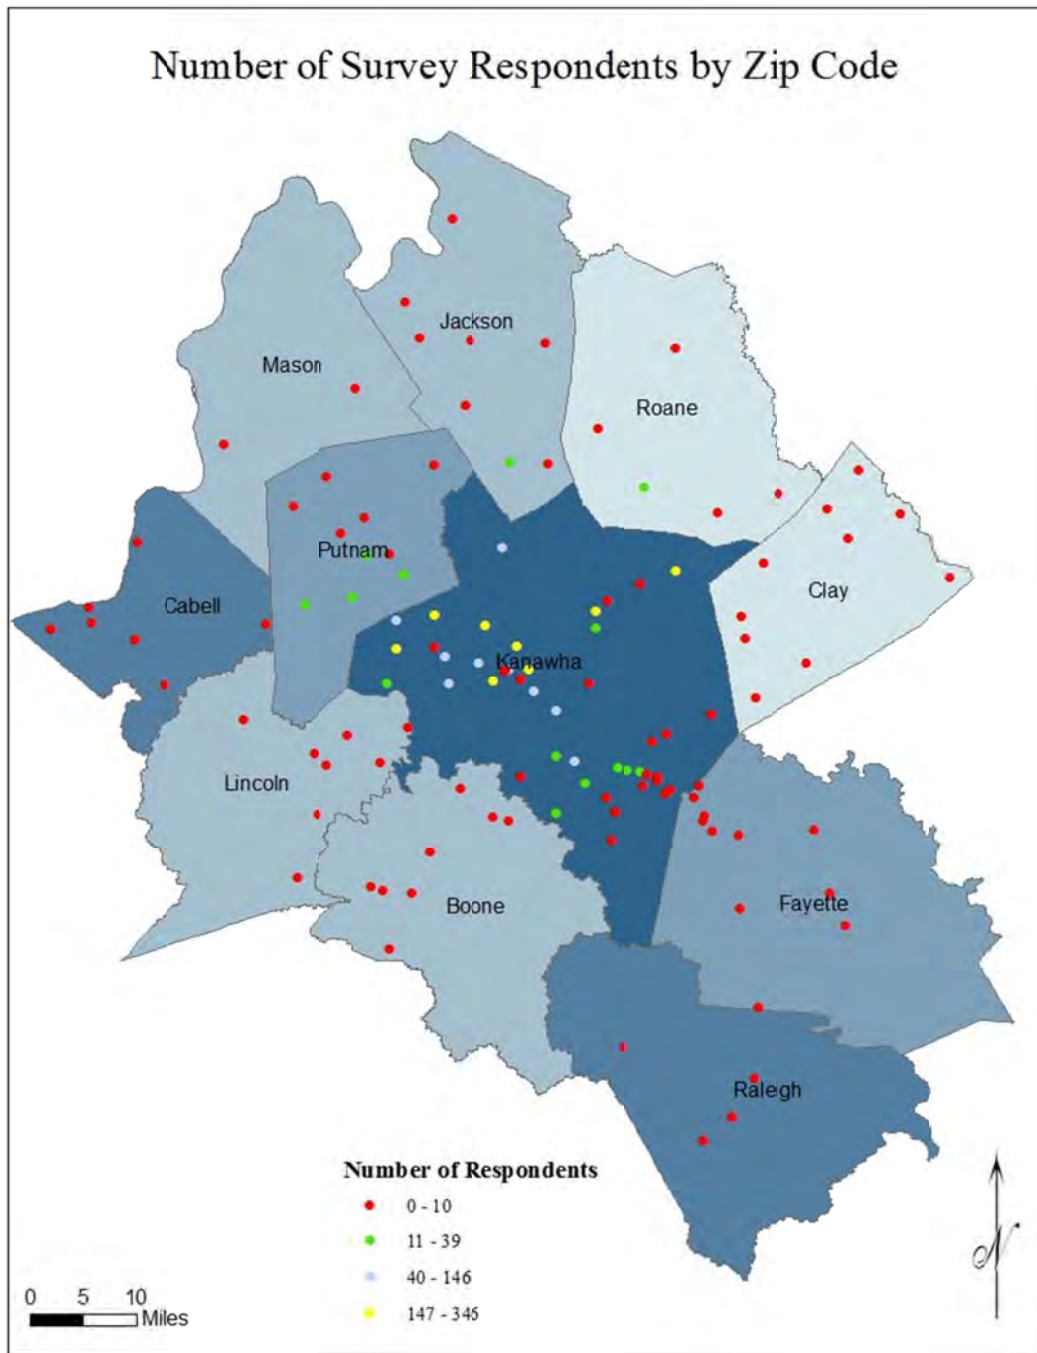 Number of Survey Respondents by Zip Code
Jackson
Mason
Roane
Putnam
Clay
Cabell
Kanawha
Lincoln
Boone
Fayette
Raleigh
Number of Respondents
0 - 10
11 - 39
40 - 146
147 - 345
0 5 10
Miles
N